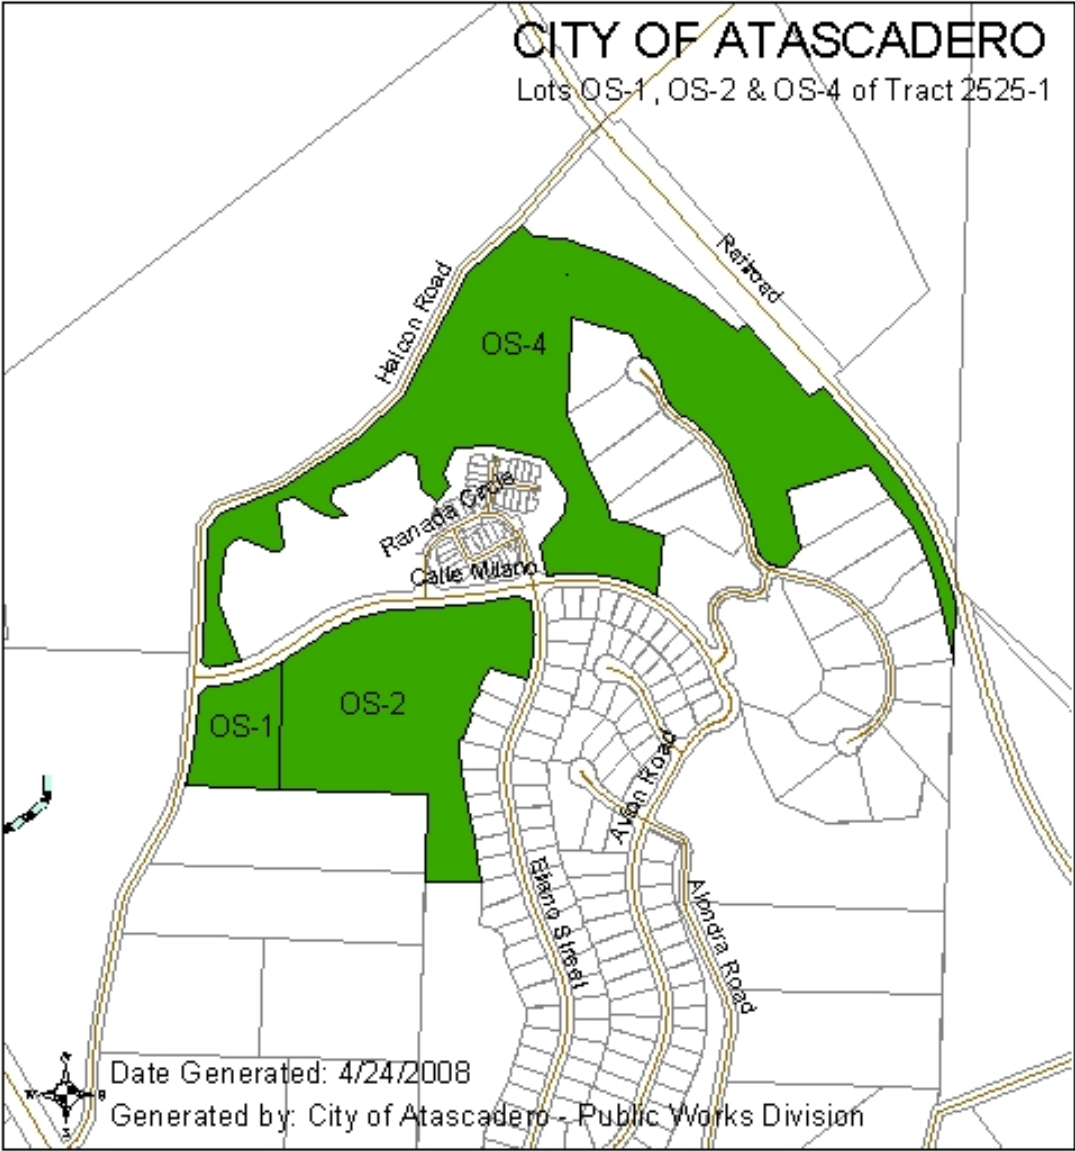 CITY OF ATASCADERO
Lots OS-1, OS-2 & OS-4 of Tract 2525-1
Railroad
Halcon Road
OS-4
Ranada Circle
Calle Milano
OS-2
OS-1
Avion Road
Blano Street
Alondra Road
N
W
E
S
Date Generated: 4/24/2008
Generated by: City of Atascadero - Public Works Division